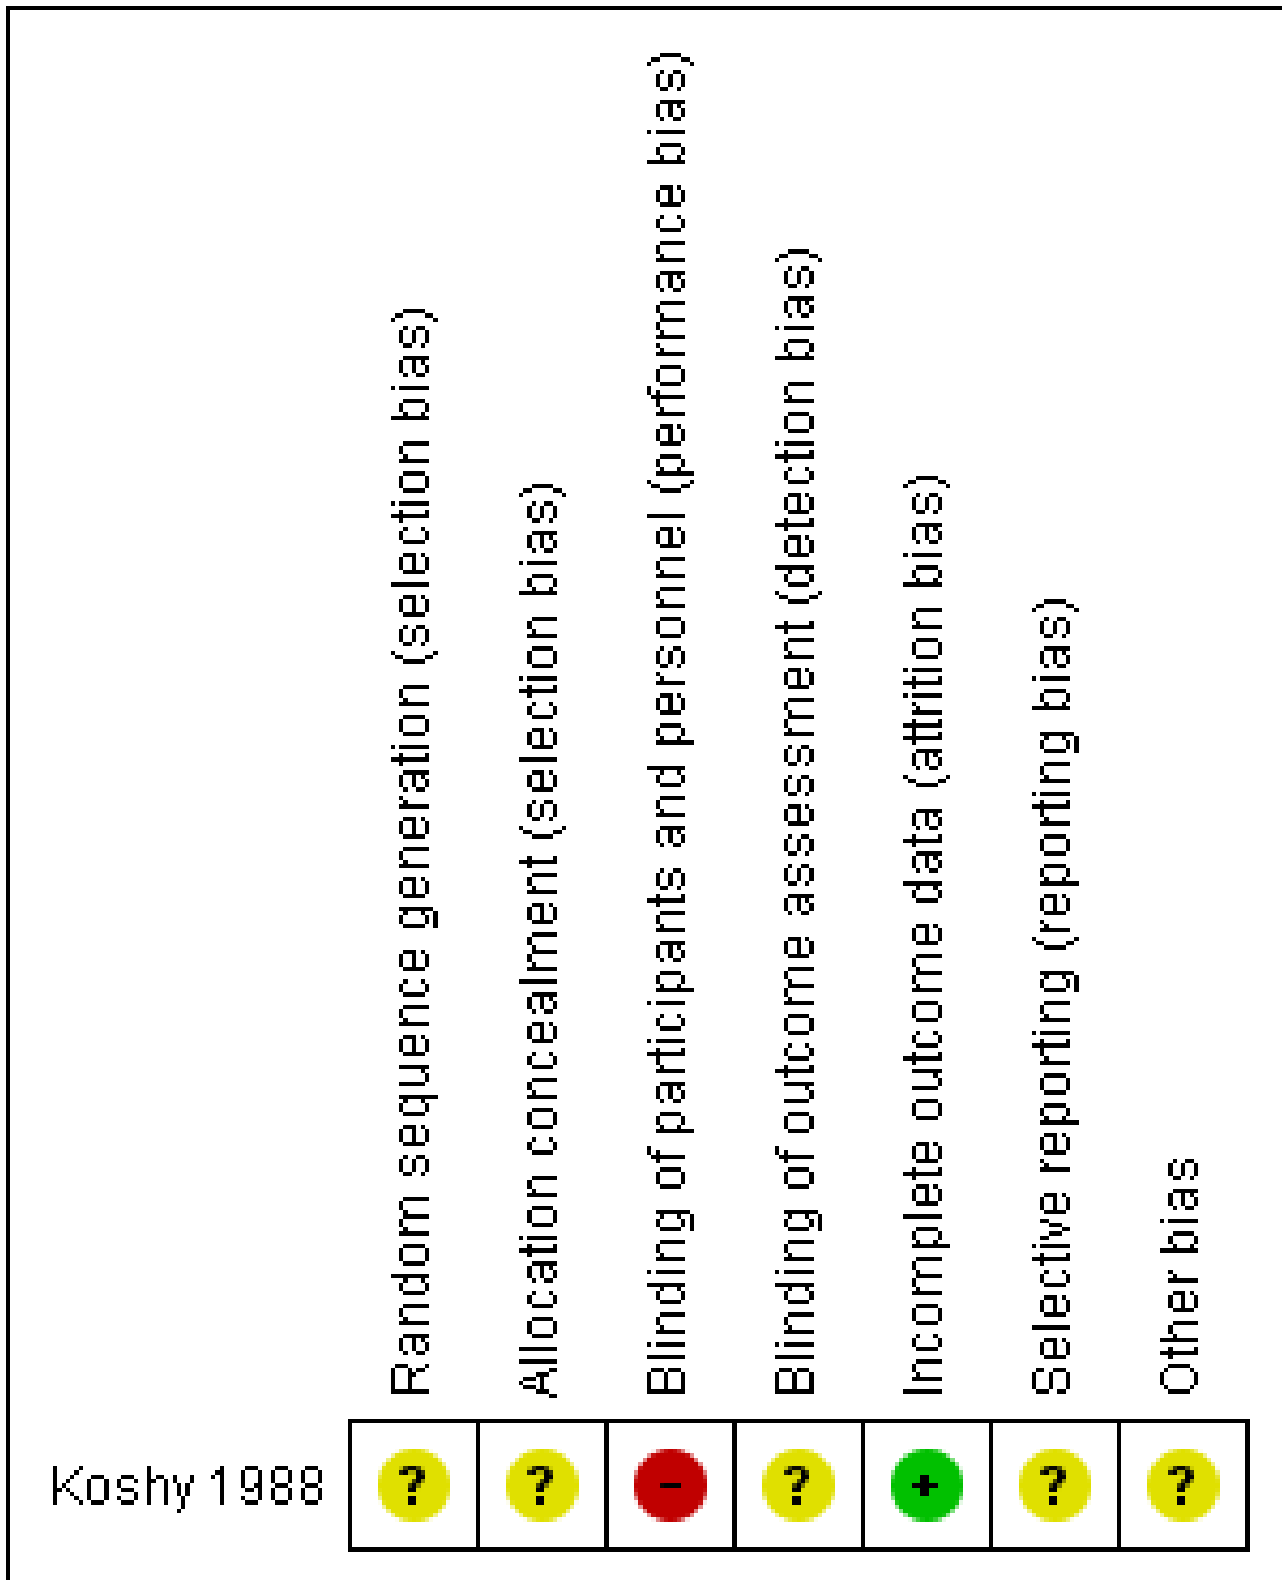 Random sequence generation (selection bias)
Allocation concealment (selection bias)
Blinding of participants and personnel (performance bias)
Blinding of outcome assessment (detection bias)
Incomplete outcome data (attrition bias)
Selective reporting (reporting bias)
Other bias
Koshy 1988 ? ? - ? + ? ?